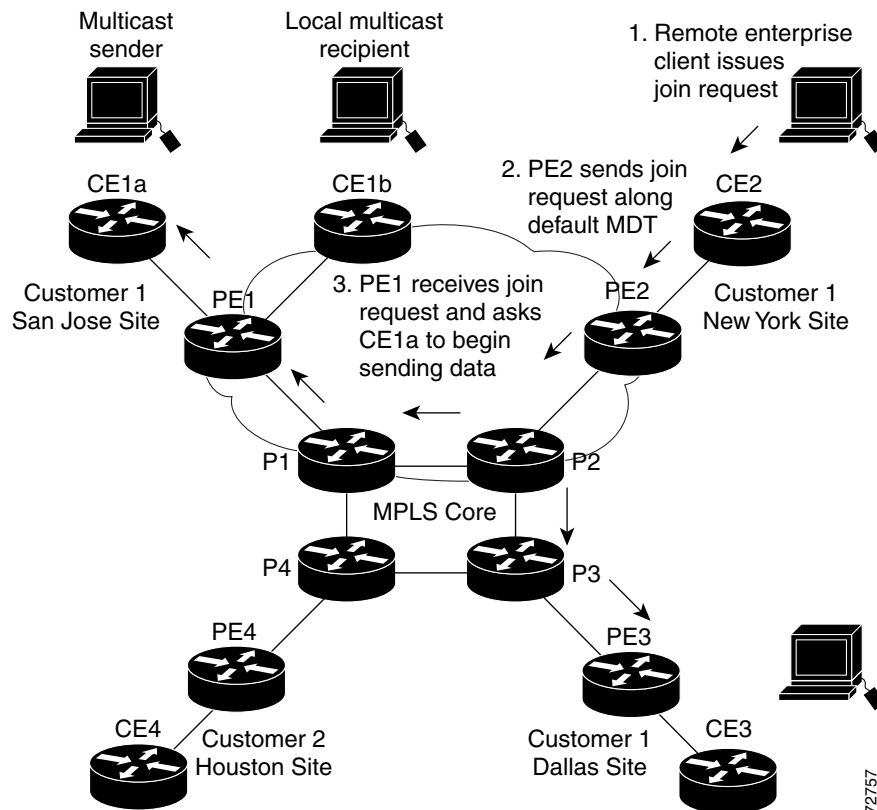 Multicast
sender
Local multicast
recipient
1. Remote enterprise
client issues
join request
CE1a
CE1b
2. PE2 sends join
request along
default MDT
CE2
Customer 1
San Jose Site
PE1
3. PE1 receives join
request and asks
CE1a to begin
sending data
PE2
Customer 1
New York Site
P1
P2
MPLS Core
P4
P3
PE4
PE3
CE4
Customer 2
Houston Site
Customer 1
Dallas Site
CE3
72757